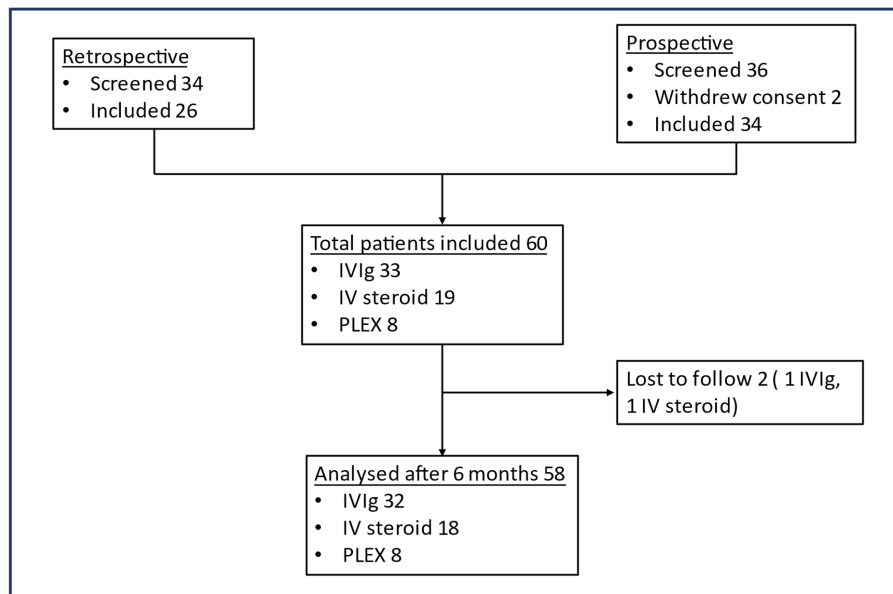 Retrospective
• Screened 34
• Included 26
Prospective
• Screened 36
• Withdrew consent 2
• Included 34
Total patients included 60
• IVIg 33
• IV steroid 19
• PLEX 8
Lost to follow 2 ( 1 IVIg,
1 IV steroid)
Analysed after 6 months 58
• IVIg 32
• IV steroid 18
• PLEX 8